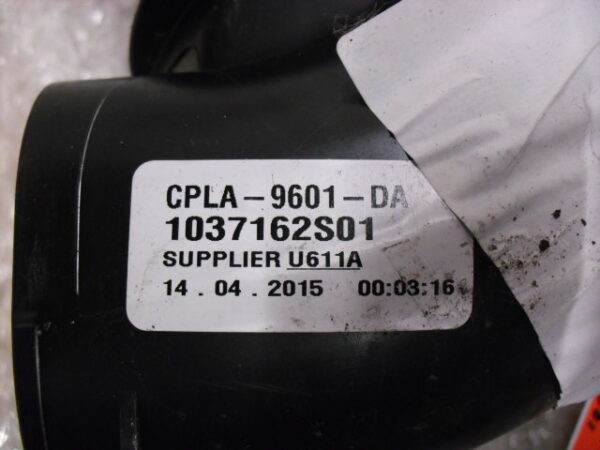 CPLA-9601-DA
1037162S01
SUPPLIER U611A
14 . 04 . 2015 00:03:16